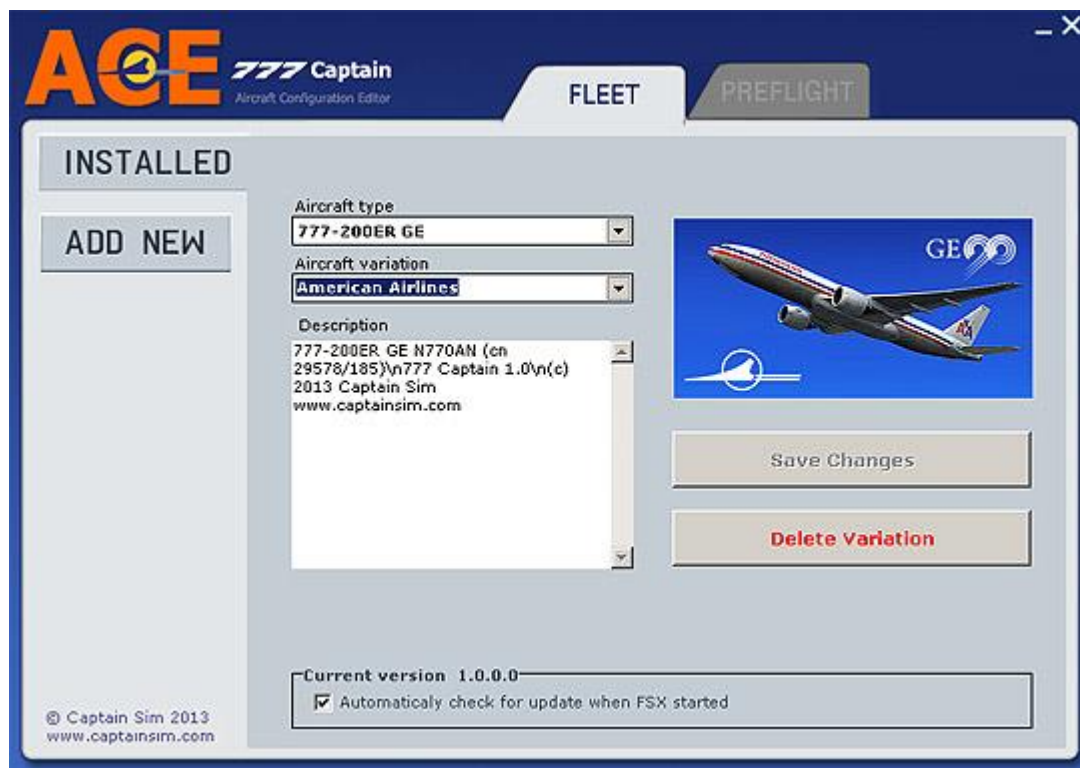 ACE 777 Captain
Aircraft Configuration Editor
FLEET
PREFLIGHT
INSTALLED
ADD NEW
Aircraft type
777-200ER GE
Aircraft variation
American Airlines
Description
777-200ER GE N770AN (cn
29578/185)\n777 Captain 1.0\n(c)
2013 Captain Sim
www.captainsim.com
GE90
AA
Save Changes
Delete Variation
Current version 1.0.0.0
Automaticaly check for update when FSX started
© Captain Sim 2013
www.captainsim.com